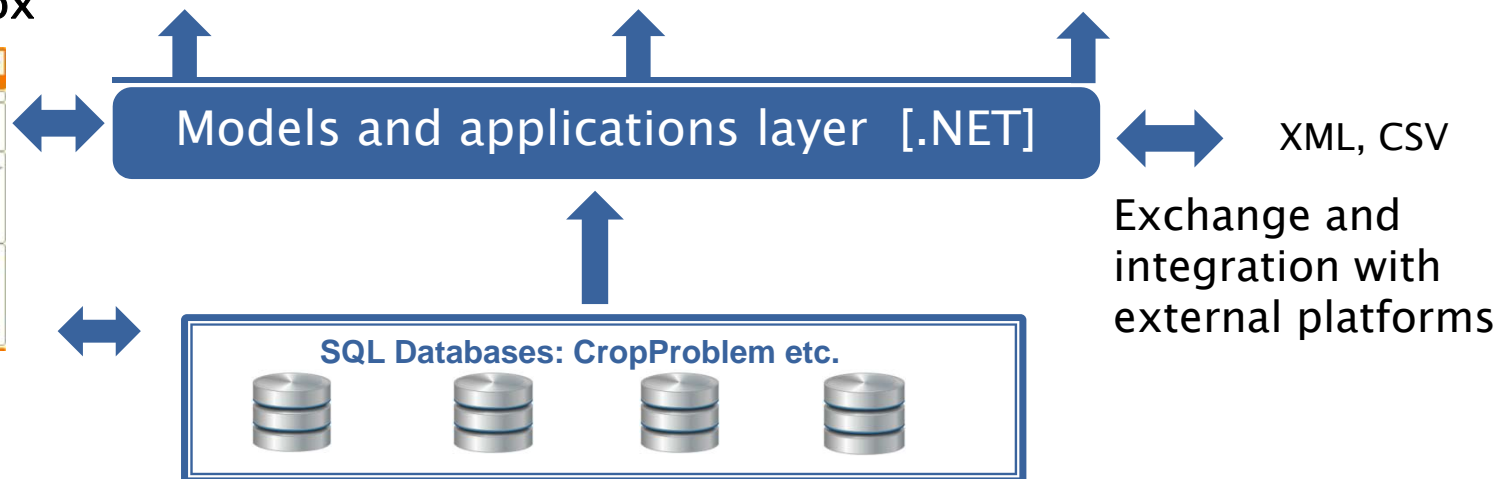 Models and applications layer [.NET]
XML, CSV
Exchange and
integration with
external platforms
SQL Databases: CropProblem etc.